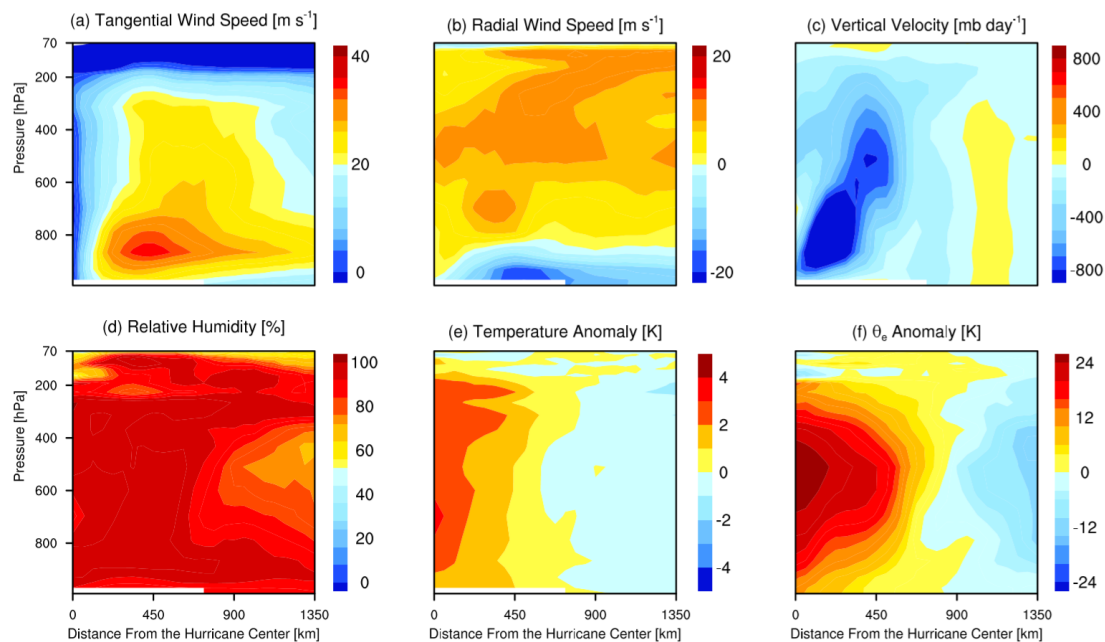 (a) Tangential Wind Speed [m s⁻¹]
(b) Radial Wind Speed [m s⁻¹]
(c) Vertical Velocity [mb day⁻¹]
70
200
400
600
800
Pressure [hPa]
40
20
0
20
10
0
-10
-20
800
400
0
-400
-800
(d) Relative Humidity [%]
(e) Temperature Anomaly [K]
(f) θe Anomaly [K]
70
200
400
600
800
Pressure [hPa]
100
80
60
40
20
0
4
2
0
-2
-4
24
12
0
-12
-24
0 450 900 1350
0 450 900 1350
0 450 900 1350
Distance From the Hurricane Center [km]
Distance From the Hurricane Center [km]
Distance From the Hurricane Center [km]